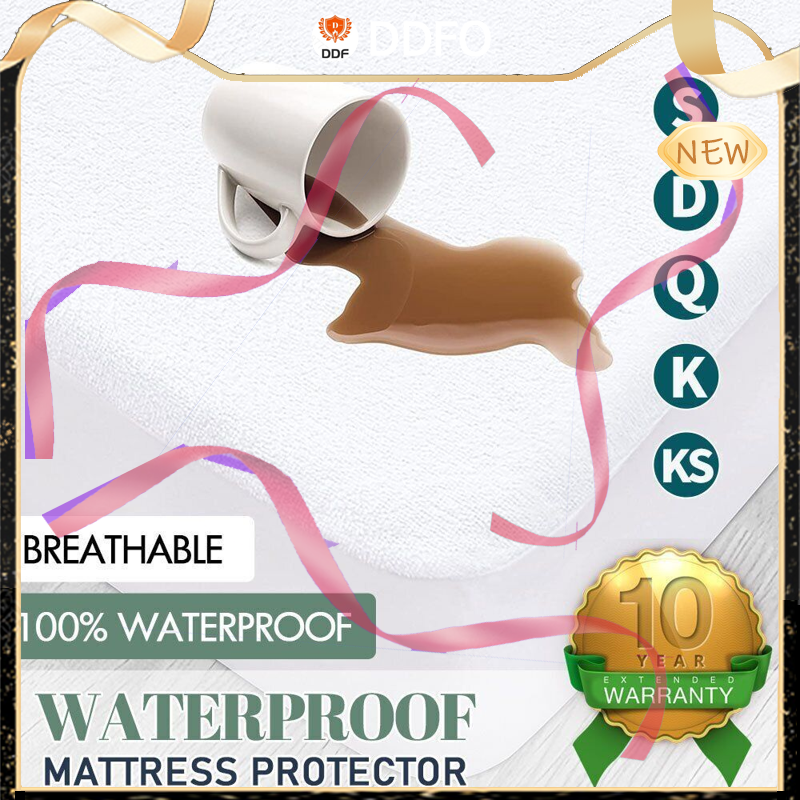 DDF
DDFO
S
NEW
D
Q
K
KS
BREATHABLE
100% WATERPROOF
10
YEAR
EXTENDED
WARRANTY
WATERPROOF
MATTRESS PROTECTOR